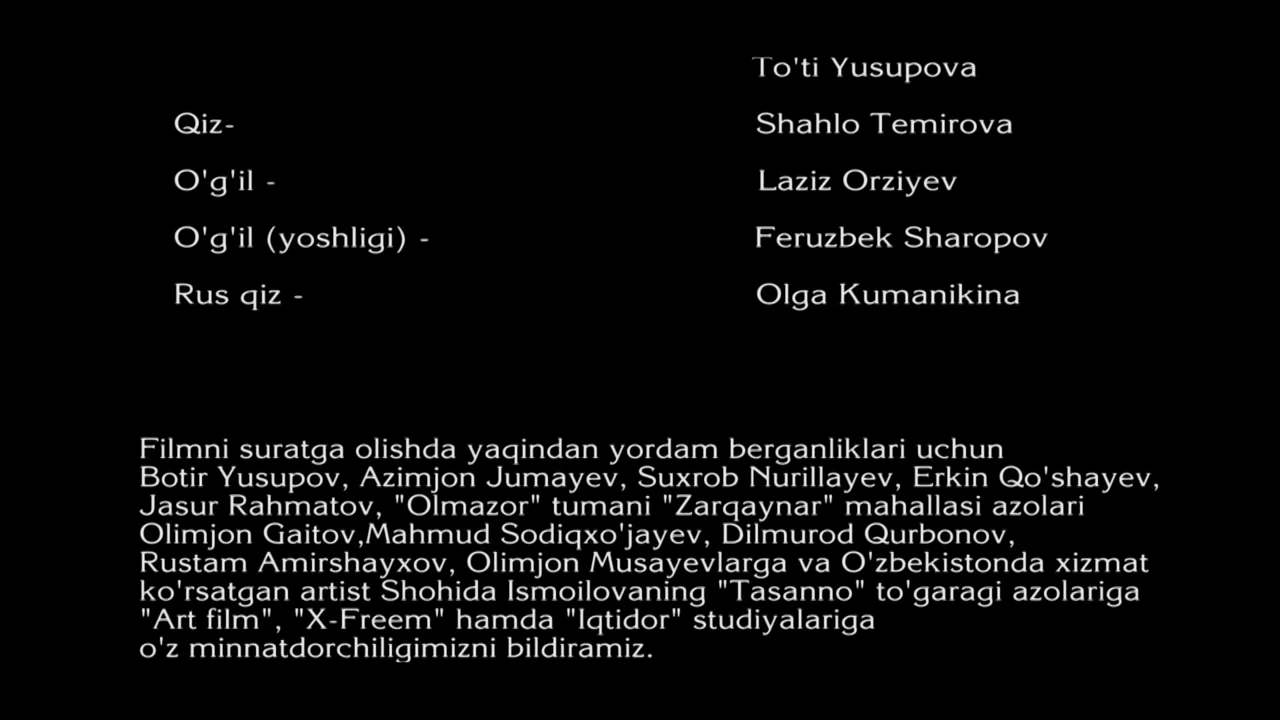 To'ti Yusupova
Qiz- Shahlo Temirova
O'g'il - Laziz Orziyev
O'g'il (yoshligi) - Feruzbek Sharopov
Rus qiz - Olga Kumanikina
Filmni suratga olishda yaqindan yordam berganliklari uchun
Botir Yusupov, Azimjon Jumayev, Suxrob Nurillayev, Erkin Qo'shayev,
Jasur Rahmatov, "Olmazor" tumani "Zarqaynar" mahallasi azolari
Olimjon Gaitov,Mahmud Sodiqxo'jayev, Dilmurod Qurbonov,
Rustam Amirshayxov, Olimjon Musayevlarga va O'zbekistonda xizmat
ko'rsatgan artist Shohida Ismoilovaning "Tasanno" to'garagi azolariga
"Art film", "X-Freem" hamda "Iqtidor" studiyalariga
o'z minnatdorchiligimizni bildiramiz.